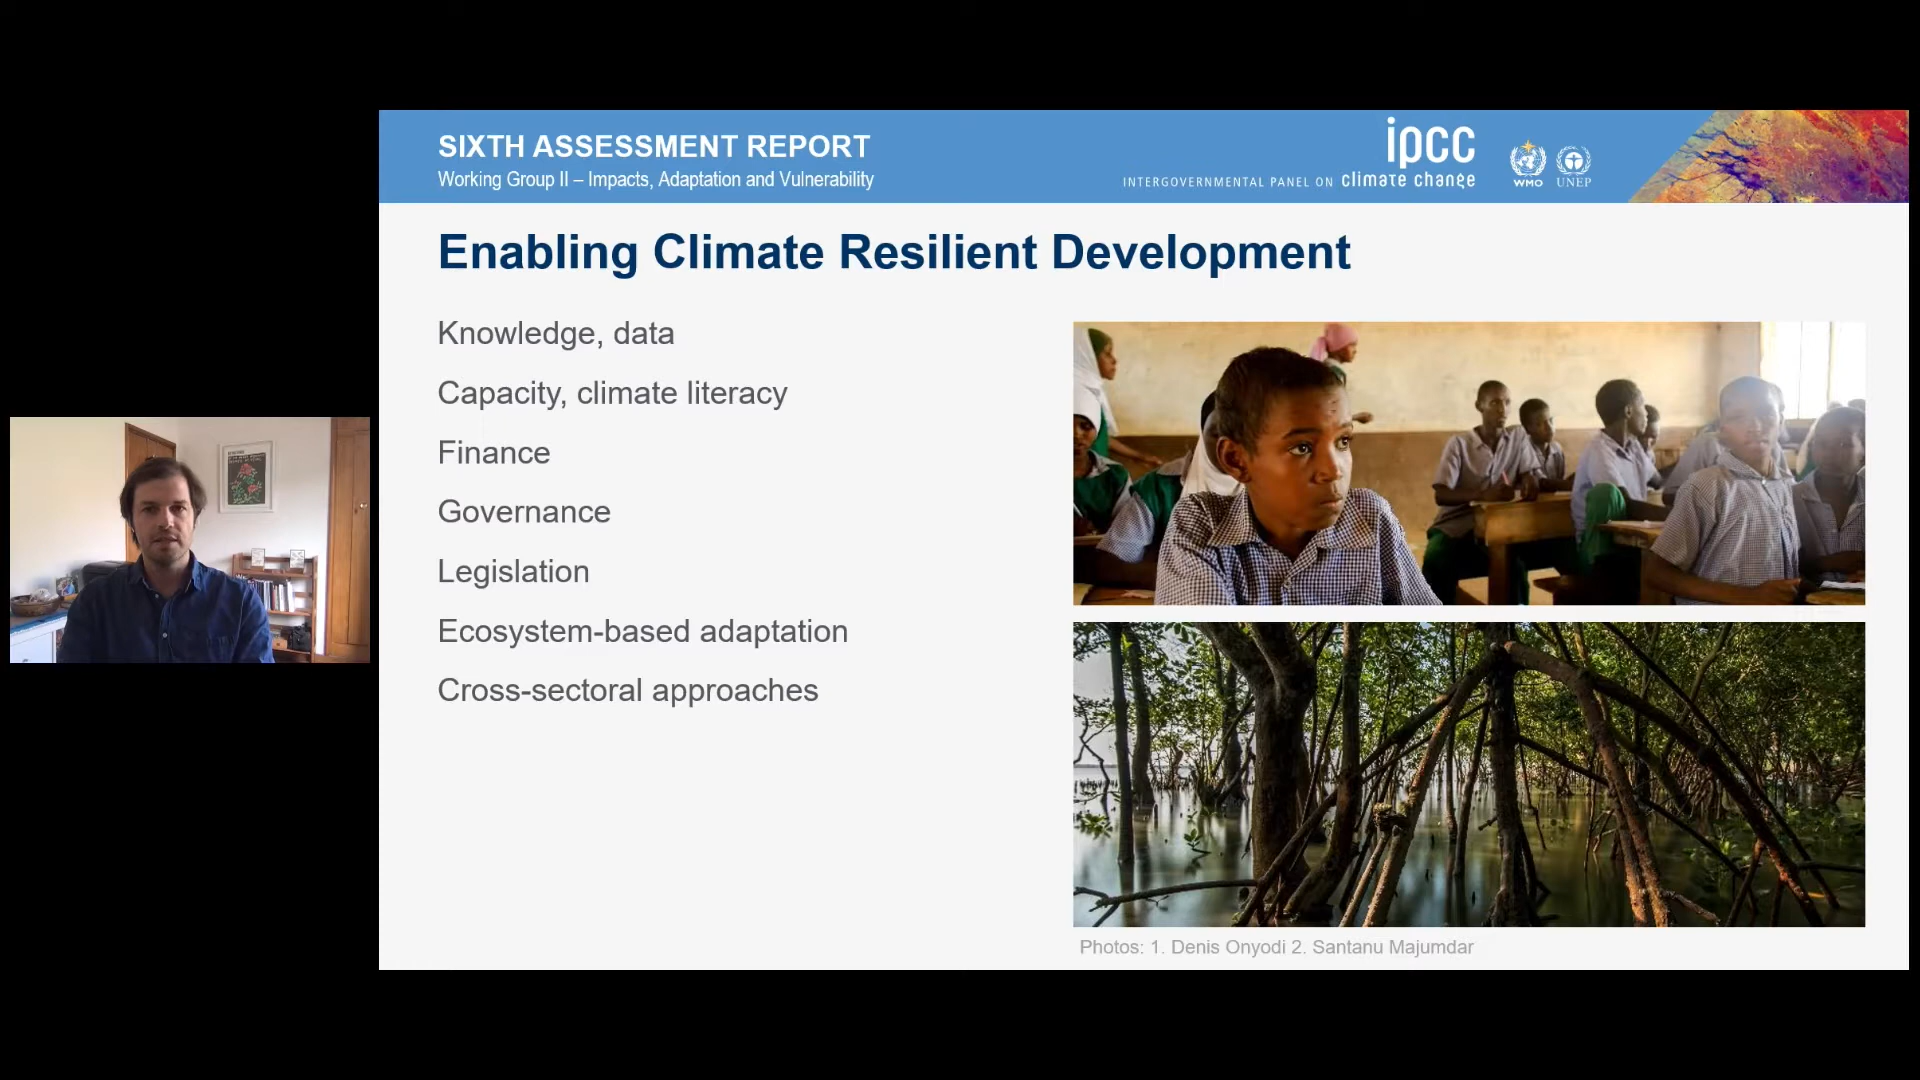 SIXTH ASSESSMENT REPORT
Working Group II – Impacts, Adaptation and Vulnerability
ipcc
INTERGOVERNMENTAL PANEL ON climate change
WMO
UNEP
Enabling Climate Resilient Development
Knowledge, data
Capacity, climate literacy
Finance
Governance
Legislation
Ecosystem-based adaptation
Cross-sectoral approaches
Photos: 1. Denis Onyodi 2. Santanu Majumdar